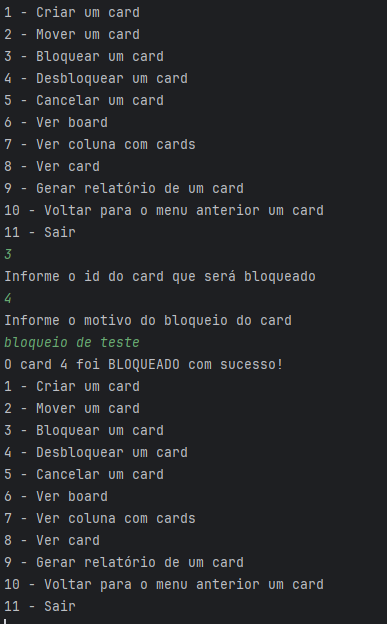 1 - Criar um card
2 - Mover um card
3 - Bloquear um card
4 - Desbloquear um card
5 - Cancelar um card
6 - Ver board
7 - Ver coluna com cards
8 - Ver card
9 - Gerar relatório de um card
10 - Voltar para o menu anterior um card
11 - Sair
3
Informe o id do card que será bloqueado
4
Informe o motivo do bloqueio do card
bloqueio de teste
O card 4 foi BLOQUEADO com sucesso!
1 - Criar um card
2 - Mover um card
3 - Bloquear um card
4 - Desbloquear um card
5 - Cancelar um card
6 - Ver board
7 - Ver coluna com cards
8 - Ver card
9 - Gerar relatório de um card
10 - Voltar para o menu anterior um card
11 - Sair